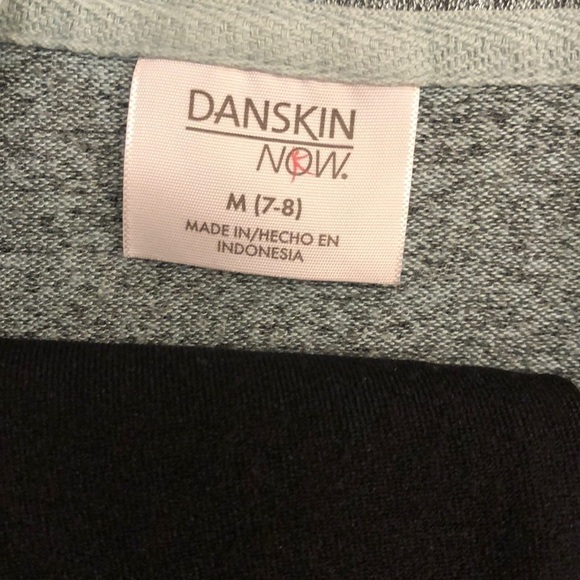 DANSKIN
NOW.
M (7-8)
MADE IN/HECHO EN
INDONESIA